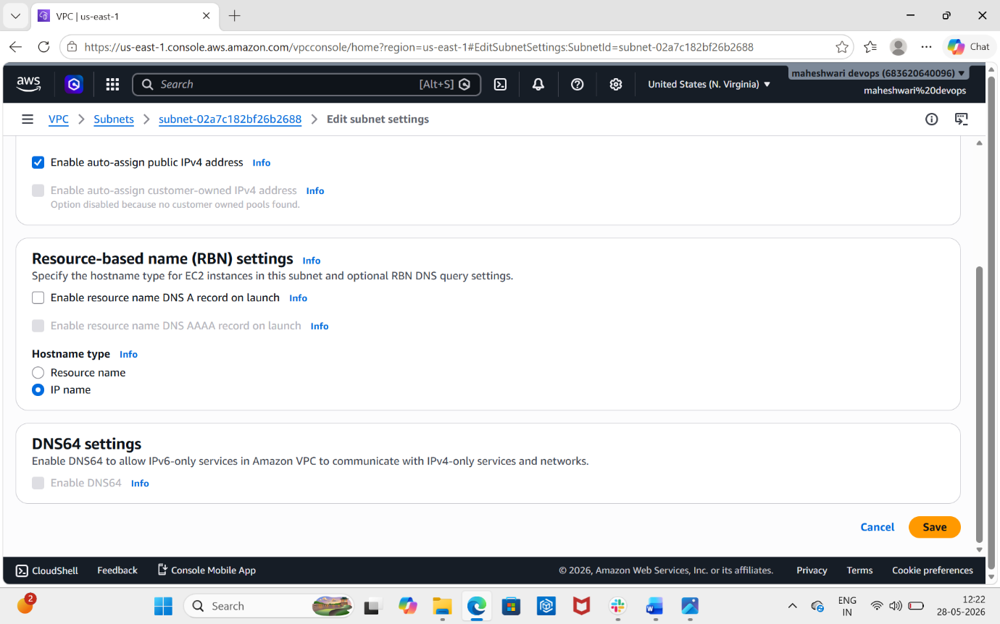 VPC | us-east-1
https://us-east-1.console.aws.amazon.com/vpcconsole/home?region=us-east-1#EditSubnetSettings:SubnetId=subnet-02a7c182bf26b2688
Chat
aws
Search [Alt+S]
United States (N. Virginia)
maheshwari devops (683620640096)
maheshwari%20devops
VPC > Subnets > subnet-02a7c182bf26b2688 > Edit subnet settings
Enable auto-assign public IPv4 address Info
Enable auto-assign customer-owned IPv4 address Info
Option disabled because no customer owned pools found.
Resource-based name (RBN) settings Info
Specify the hostname type for EC2 instances in this subnet and optional RBN DNS query settings.
Enable resource name DNS A record on launch Info
Enable resource name DNS AAAA record on launch Info
Hostname type Info
Resource name
IP name
DNS64 settings
Enable DNS64 to allow IPv6-only services in Amazon VPC to communicate with IPv4-only services and networks.
Enable DNS64 Info
Cancel Save
CloudShell Feedback Console Mobile App © 2026, Amazon Web Services, Inc. or its affiliates. Privacy Terms Cookie preferences
2
Search
W
ENG
IN
12:22
28-05-2026